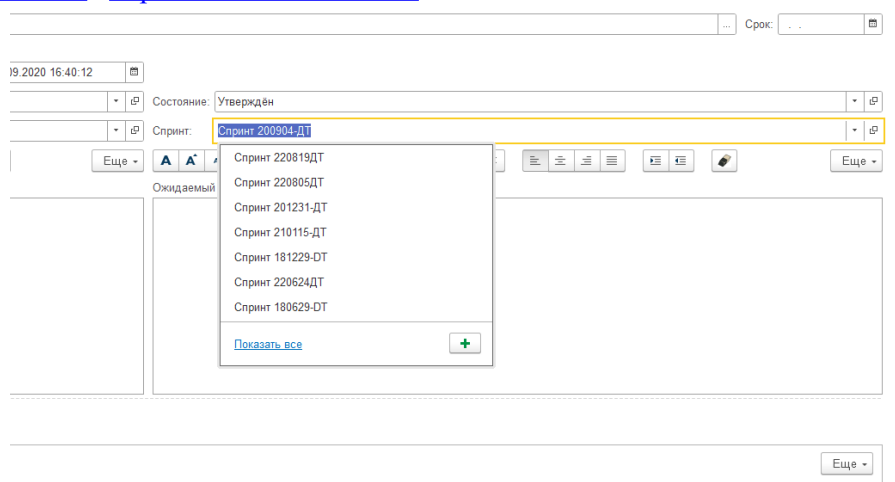 ... Срок: . .
09.2020 16:40:12
Состояние: Утверждён
Спринт: Спринт 200904-ДТ
Еще A A
Еще
Ожидаемый
Спринт 220819ДТ
Спринт 220805ДТ
Спринт 201231-ДТ
Спринт 210115-ДТ
Спринт 181229-DT
Спринт 220624ДТ
Спринт 180629-DT
Показать все
Еще